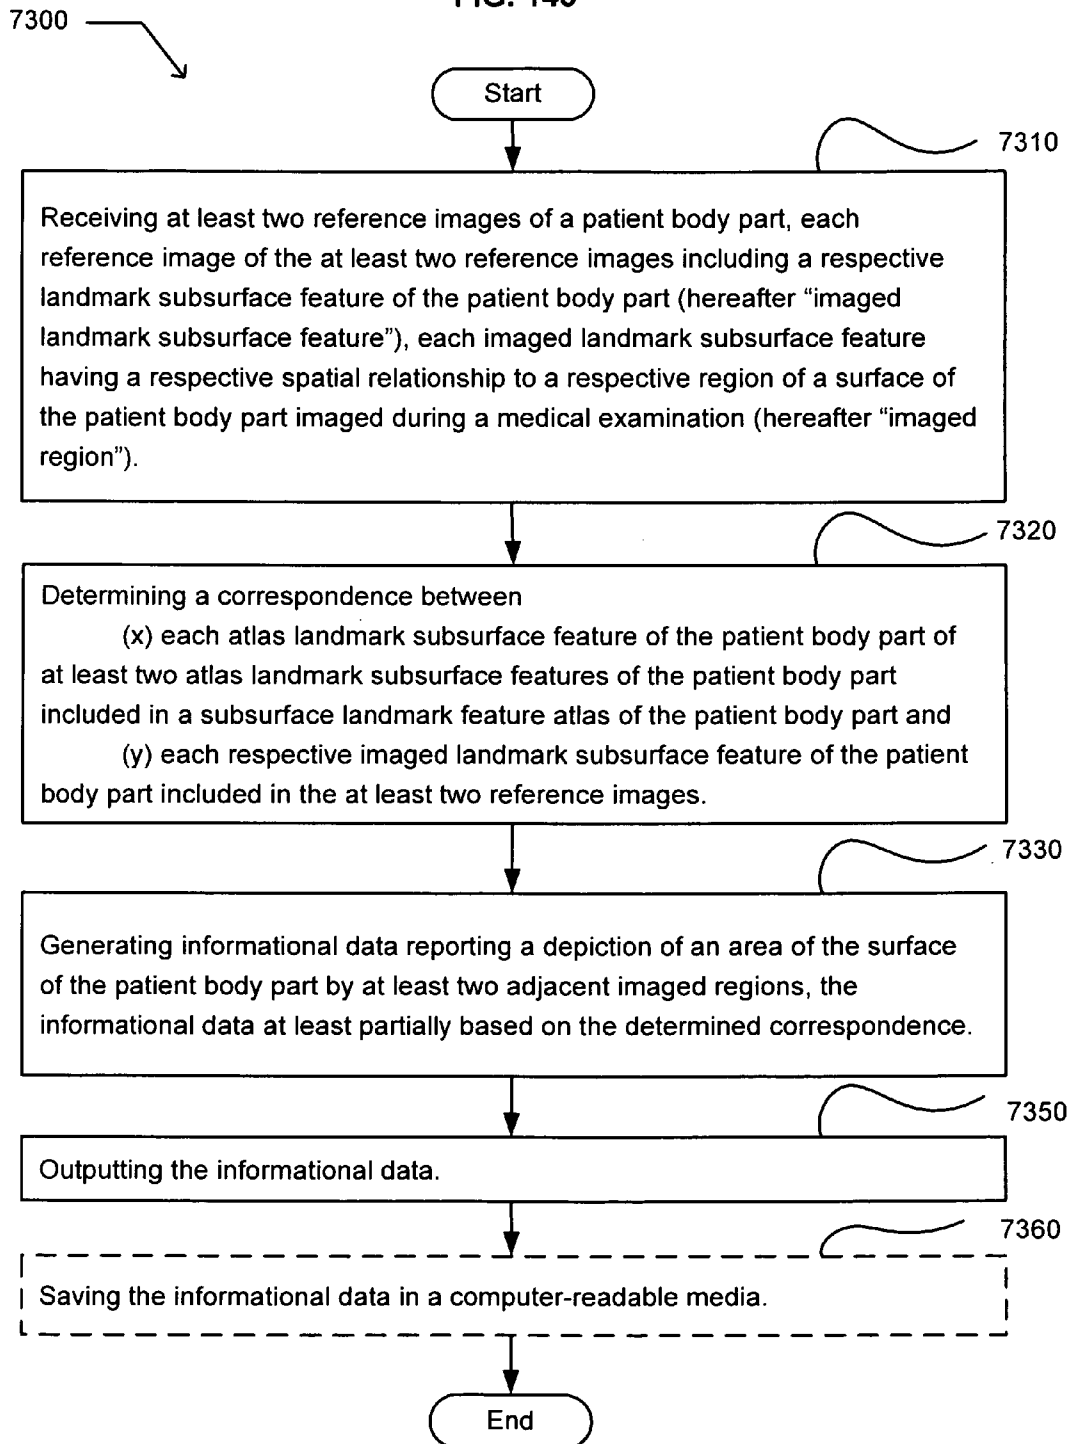 7300
Start
7310
Receiving at least two reference images of a patient body part, each
reference image of the at least two reference images including a respective
landmark subsurface feature of the patient body part (hereafter “imaged
landmark subsurface feature”), each imaged landmark subsurface feature
having a respective spatial relationship to a respective region of a surface of
the patient body part imaged during a medical examination (hereafter “imaged
region”).
7320
Determining a correspondence between
(x) each atlas landmark subsurface feature of the patient body part of
at least two atlas landmark subsurface features of the patient body part
included in a subsurface landmark feature atlas of the patient body part and
(y) each respective imaged landmark subsurface feature of the patient
body part included in the at least two reference images.
7330
Generating informational data reporting a depiction of an area of the surface
of the patient body part by at least two adjacent imaged regions, the
informational data at least partially based on the determined correspondence.
7350
Outputting the informational data.
7360
Saving the informational data in a computer-readable media.
End